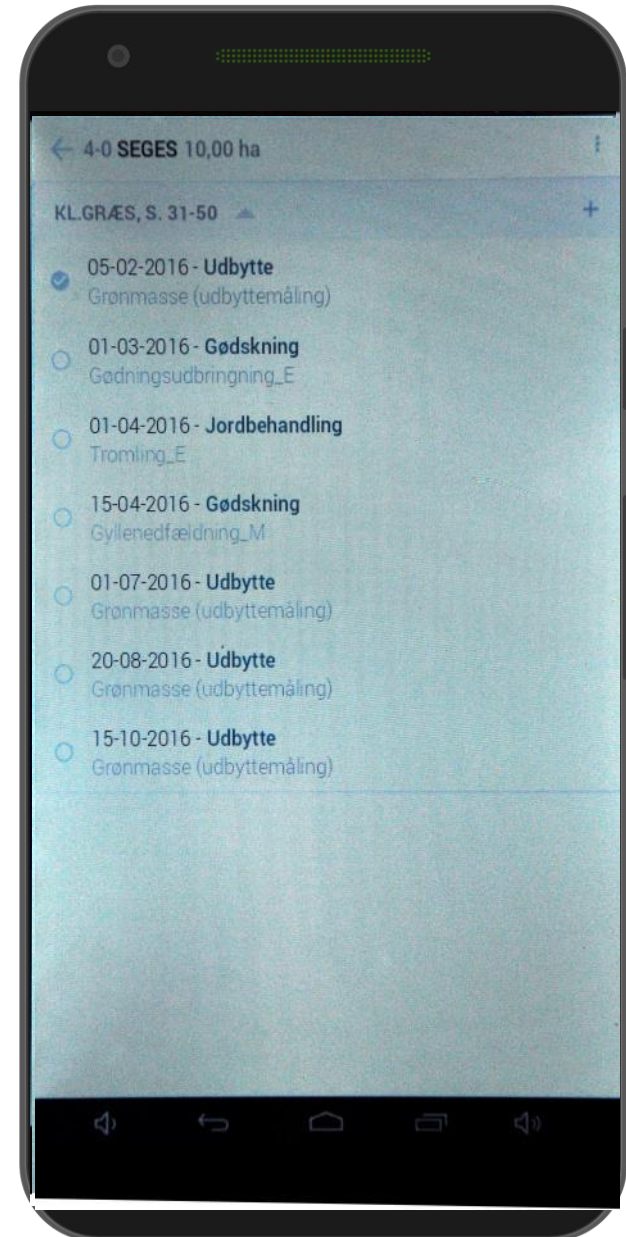 4-0 SEGES 10,00 ha
KL.GRÆS, S. 31-50
05-02-2016 - Udbytte
Grønmasse (udbyttemåling)
01-03-2016 - Gødskning
Gødningsudbringning_E
01-04-2016 - Jordbehandling
Tromling_E
15-04-2016 - Gødskning
Gyllenedfældning_M
01-07-2016 - Udbytte
Grønmasse (udbyttemåling)
20-08-2016 - Udbytte
Grønmasse (udbyttemåling)
15-10-2016 - Udbytte
Grønmasse (udbyttemåling)